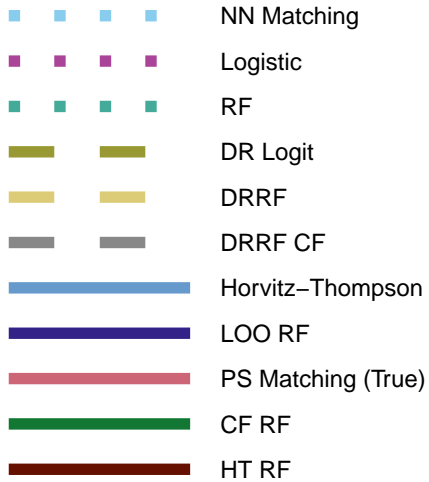 NN Matching
Logistic
RF
DR Logit
DRRF
DRRF CF
Horvitz−Thompson
LOO RF
PS Matching (True)
CF RF
HT RF